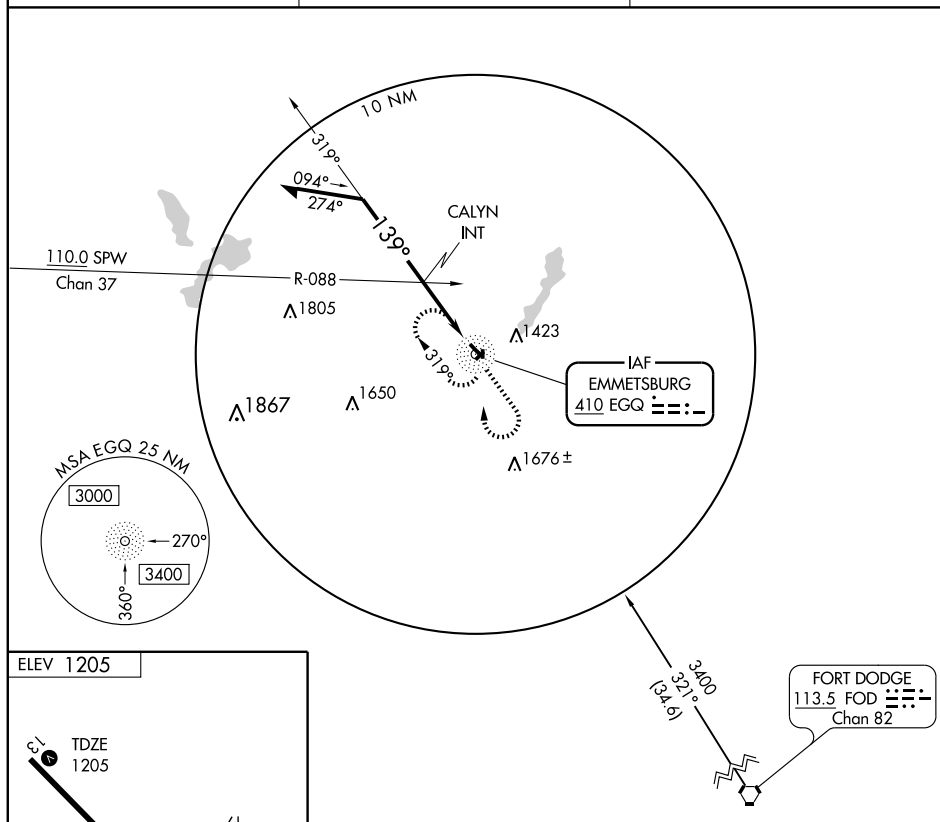 10 NM
319°
094°
274°
139°
CALYN
INT
110.0 SPW
Chan 37
R-088
1805
1423
319°
IAF
EMMETSBURG
410 EGQ
1867
1650
1676±
MSA EGQ 25 NM
3000
270°
3400
360°
ELEV 1205
3400
321°
(34.6)
FORT DODGE
113.5 FOD
Chan 82
13
V
TDZE
1205